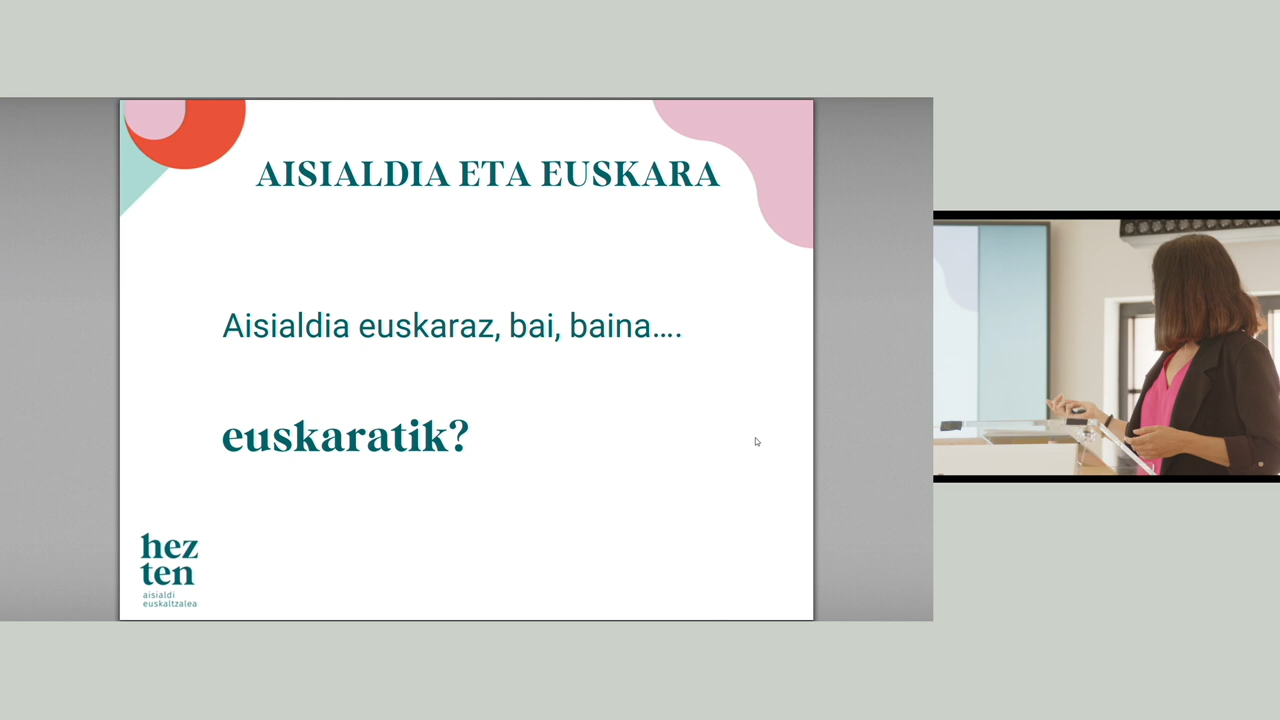 AISIALDIA ETA EUSKARA
Aisialdia euskaraz, bai, baina....
euskaratik?
hez
ten
aisialdi
euskaltzalea